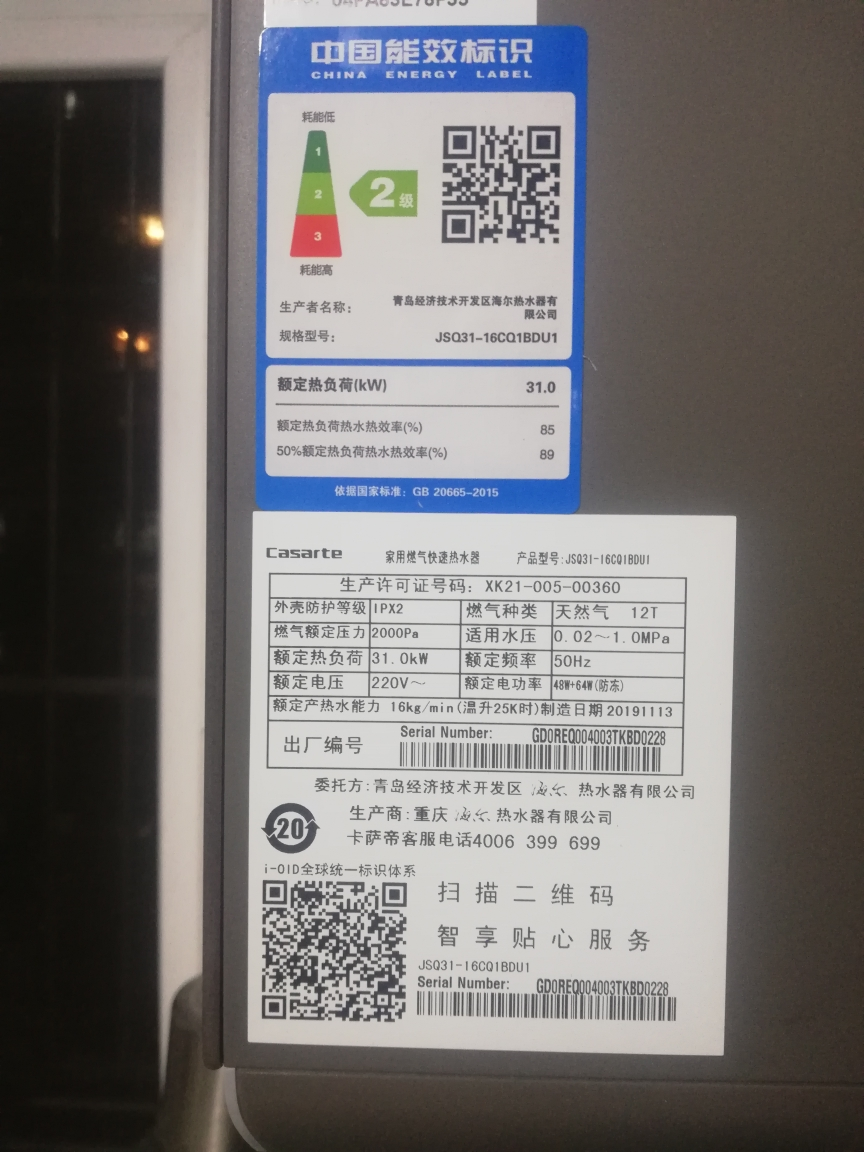 中国能效标识
CHINA ENERGY LABEL
耗能低
1
2
3
2级
耗能高
生产者名称：
青岛经济技术开发区海尔热水器有
限公司
规格型号： JSQ31-16CQ1BDU1
额定热负荷(kW) 31.0
额定热负荷热水热效率(%) 85
50%额定热负荷热水热效率(%) 89
依据国家标准：GB 20665-2015
Casarte 家用燃气快速热水器 产品型号:JSQ31-16CQ1BDU1
生产许可证号码：XK21-005-00360
外壳防护等级 IPX2 燃气种类 天然气 12T
燃气额定压力 2000Pa 适用水压 0.02～1.0MPa
额定热负荷 31.0kW 额定频率 50Hz
额定电压 220V～ 额定电功率 48W+64W(防冻)
额定产热水能力 16kg/min(温升25K时)制造日期20191113
出厂编号 Serial Number: GD0REQ004003TKBD0228
委托方:青岛经济技术开发区 海尔 热水器有限公司
生产商:重庆 海尔 热水器有限公司
20
卡萨帝客服电话4006 399 699
i-OID全球统一标识体系
扫描二维码
智享贴心服务
JSQ31-16CQ1BDU1
Serial Number: GD0REQ004003TKBD0228